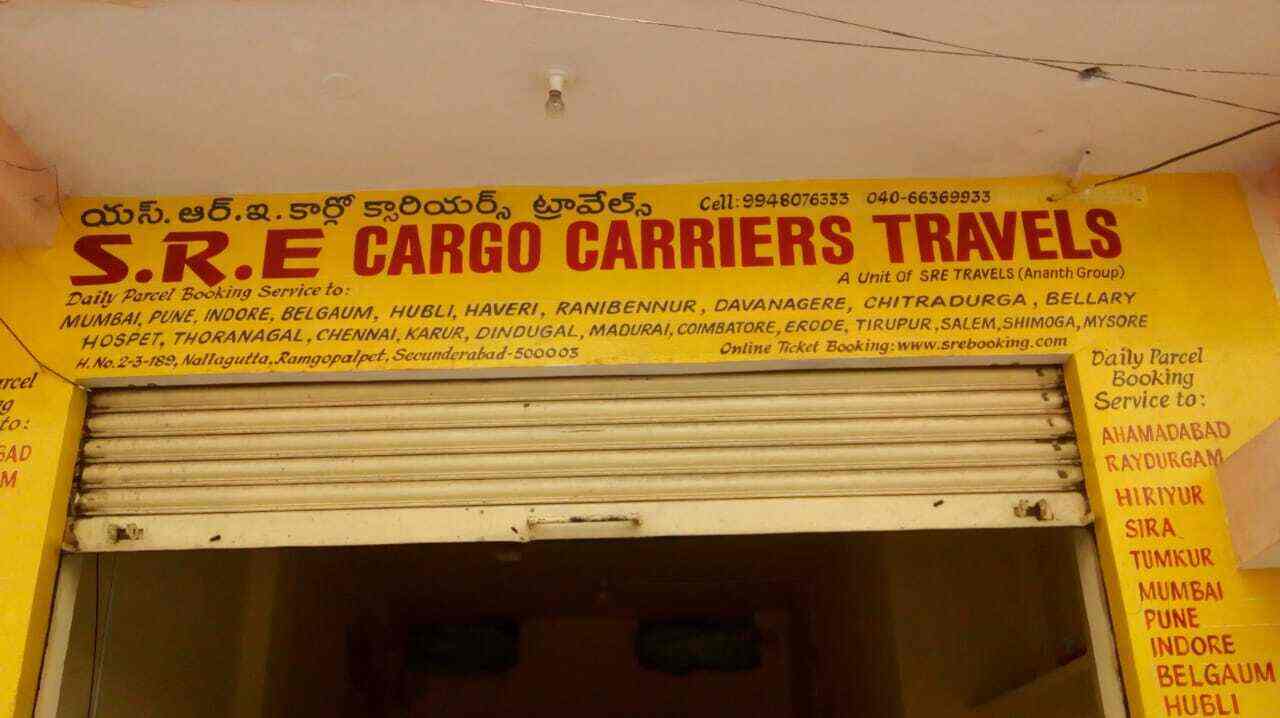 యస్. ఆర్. ఇ. కార్గో క్యారియర్స్ ట్రావేల్స్ Cell: 9948076333 040-66369933
S.R.E CARGO CARRIERS TRAVELS
A Unit Of SRE TRAVELS (Ananth Group)
Daily Parcel Booking Service to:
MUMBAI, PUNE, INDORE, BELGAUM, HUBLI, HAVERI, RANIBENNUR, DAVANAGERE, CHITRADURGA, BELLARY
HOSPET, THORANAGAL, CHENNAI, KARUR, DINDUGAL, MADURAI, COIMBATORE, ERODE, TIRUPUR, SALEM, SHIMOGA, MYSORE
H. No. 2-3-189, Nallagutta, Ramgopalpet, Secunderabad-500003 Online Ticket Booking: www.srebooking.com
Daily Parcel
Booking
Service to:
AHAMADABAD
RAYDURGAM
HIRIYUR
SIRA
TUMKUR
MUMBAI
PUNE
INDORE
BELGAUM
HUBLI